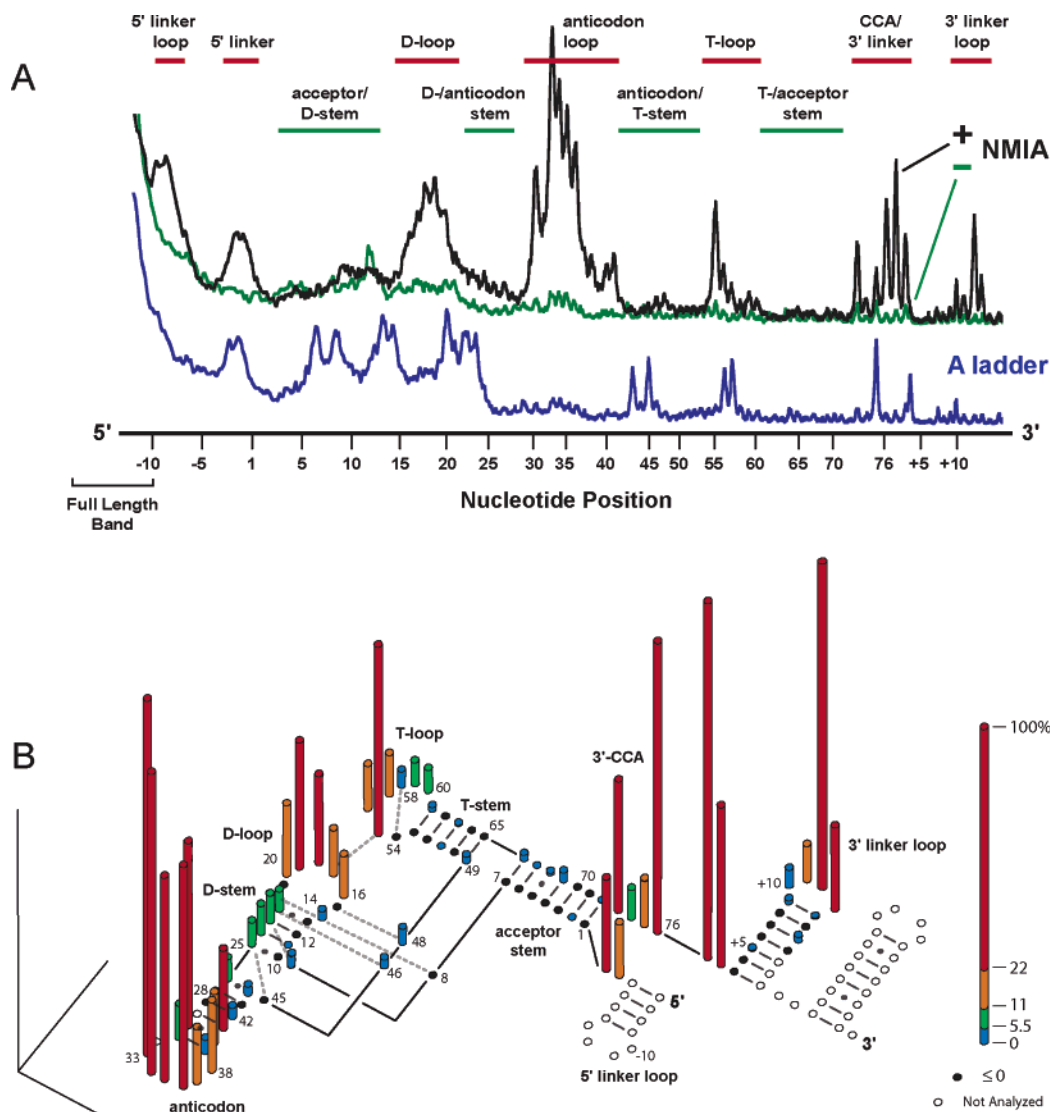 A
5' linker loop
5' linker
D-loop
anticodon loop
T-loop
CCA/ 3' linker
3' linker loop
acceptor/ D-stem
D-/anticodon stem
anticodon/ T-stem
T-/acceptor stem
+
NMIA
−
A ladder
5'
3'
-10 -5 1 5 10 15 20 25 30 35 45 50 55 60 65 70 76 +5 +10
Full Length Band
Nucleotide Position
B
T-loop
3'-CCA
100%
58
60
T-stem
D-loop
65
54
3' linker loop
20
49
+10
D-stem
16
14
7
70
76
acceptor stem
1
+5
25
12
48
10
46
8
5'
28
45
42
22
11
5.5
0
33
38
-10
3'
5' linker loop
≤ 0
anticodon
Not Analyzed